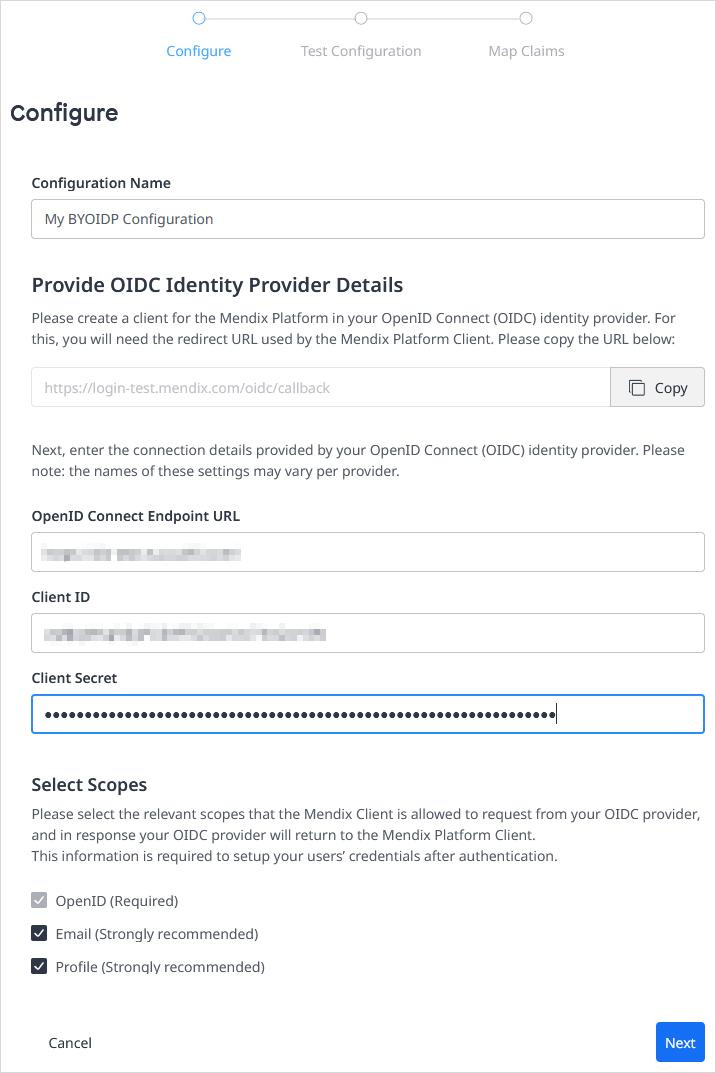 Configure
Test Configuration
Map Claims
Configure
Configuration Name
My BYOIDP Configuration
Provide OIDC Identity Provider Details
Please create a client for the Mendix Platform in your OpenID Connect (OIDC) identity provider. For
this, you will need the redirect URL used by the Mendix Platform Client. Please copy the URL below:
https://login-test.mendix.com/oidc/callback
Copy
Next, enter the connection details provided by your OpenID Connect (OIDC) identity provider. Please
note: the names of these settings may vary per provider.
OpenID Connect Endpoint URL
Client ID
Client Secret
Select Scopes
Please select the relevant scopes that the Mendix Client is allowed to request from your OIDC provider,
and in response your OIDC provider will return to the Mendix Platform Client.
This information is required to setup your users’ credentials after authentication.
OpenID (Required)
Email (Strongly recommended)
Profile (Strongly recommended)
Cancel
Next